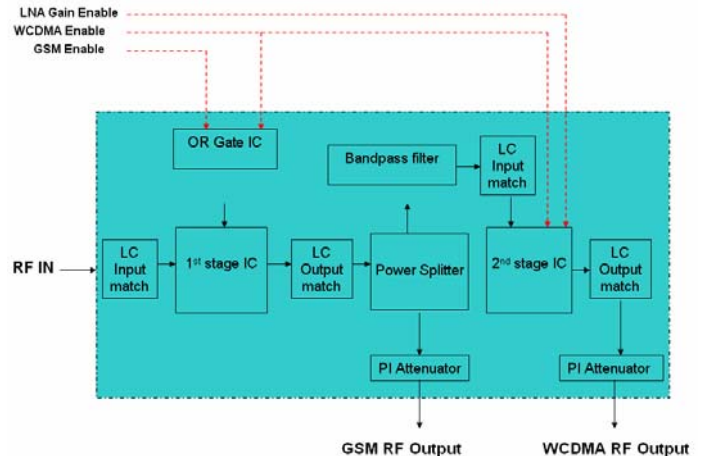 LNA Gain Enable
WCDMA Enable
GSM Enable
OR Gate IC
Bandpass filter
LC
Input
match
RF IN
LC
Input
match
1st stage IC
LC
Output
match
Power Splitter
2nd stage IC
LC
Output
match
PI Attenuator
PI Attenuator
GSM RF Output
WCDMA RF Output